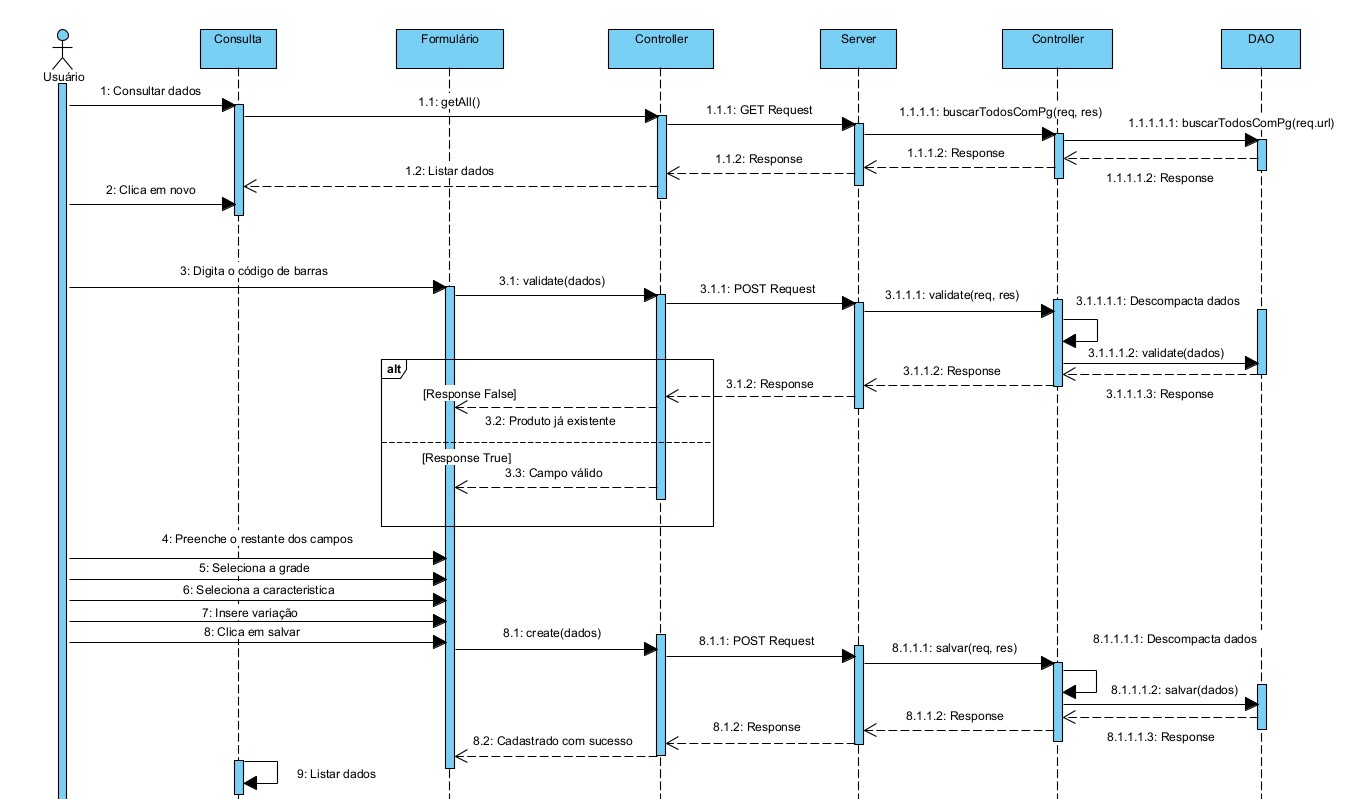 Usuário
Consulta
Formulário
Controller
Server
Controller
DAO
1: Consultar dados
1.1: getAll()
1.1.1: GET Request
1.1.1.1: buscarTodosComPg(req, res)
1.1.1.1.1: buscarTodosComPg(req.url)
1.1.1.1.2: Response
1.1.1.2: Response
1.1.2: Response
1.2: Listar dados
2: Clica em novo
3: Digita o código de barras
3.1: validate(dados)
3.1.1: POST Request
3.1.1.1: validate(req, res)
3.1.1.1.1: Descompacta dados
3.1.1.1.2: validate(dados)
3.1.1.1.3: Response
3.1.1.2: Response
3.1.2: Response
alt
[Response False]
3.2: Produto já existente
[Response True]
3.3: Campo válido
4: Preenche o restante dos campos
5: Seleciona a grade
6: Seleciona a caracteristica
7: Insere variação
8: Clica em salvar
8.1: create(dados)
8.1.1: POST Request
8.1.1.1: salvar(req, res)
8.1.1.1.1: Descompacta dados
8.1.1.1.2: salvar(dados)
8.1.1.1.3: Response
8.1.1.2: Response
8.1.2: Response
8.2: Cadastrado com sucesso
9: Listar dados